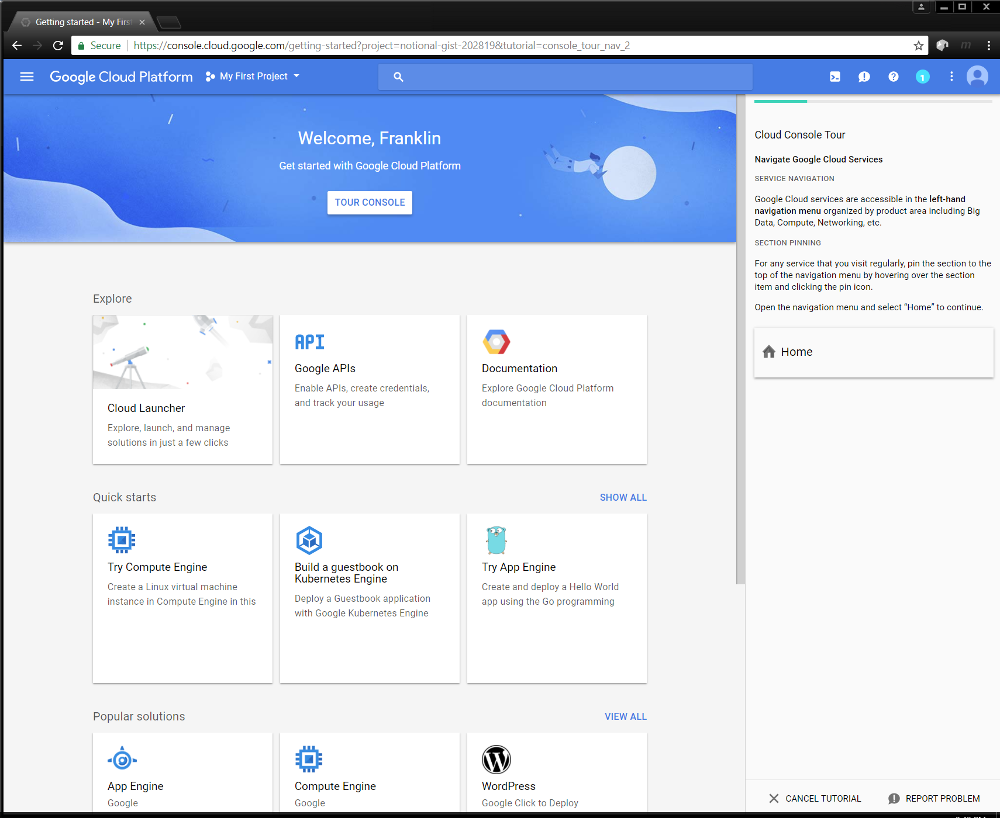 Getting started - My Firs
Secure
https://console.cloud.google.com/getting-started?project=notional-gist-202819&tutorial=console_tour_nav_2
Google Cloud Platform
My First Project
1
Welcome, Franklin
Get started with Google Cloud Platform
TOUR CONSOLE
Explore
Cloud Launcher
Explore, launch, and manage
solutions in just a few clicks
API
Google APIs
Enable APIs, create credentials,
and track your usage
Documentation
Explore Google Cloud Platform
documentation
Quick starts
SHOW ALL
Try Compute Engine
Create a Linux virtual machine
instance in Compute Engine in this
Build a guestbook on
Kubernetes Engine
Deploy a Guestbook application
with Google Kubernetes Engine
Try App Engine
Create and deploy a Hello World
app using the Go programming
Popular solutions
VIEW ALL
App Engine
Google
Compute Engine
Google
WordPress
Google Click to Deploy
Cloud Console Tour
Navigate Google Cloud Services
SERVICE NAVIGATION
Google Cloud services are accessible in the left-hand
navigation menu organized by product area including Big
Data, Compute, Networking, etc.
SECTION PINNING
For any service that you visit regularly, pin the section to the
top of the navigation menu by hovering over the section
item and clicking the pin icon.
Open the navigation menu and select “Home” to continue.
Home
CANCEL TUTORIAL
REPORT PROBLEM